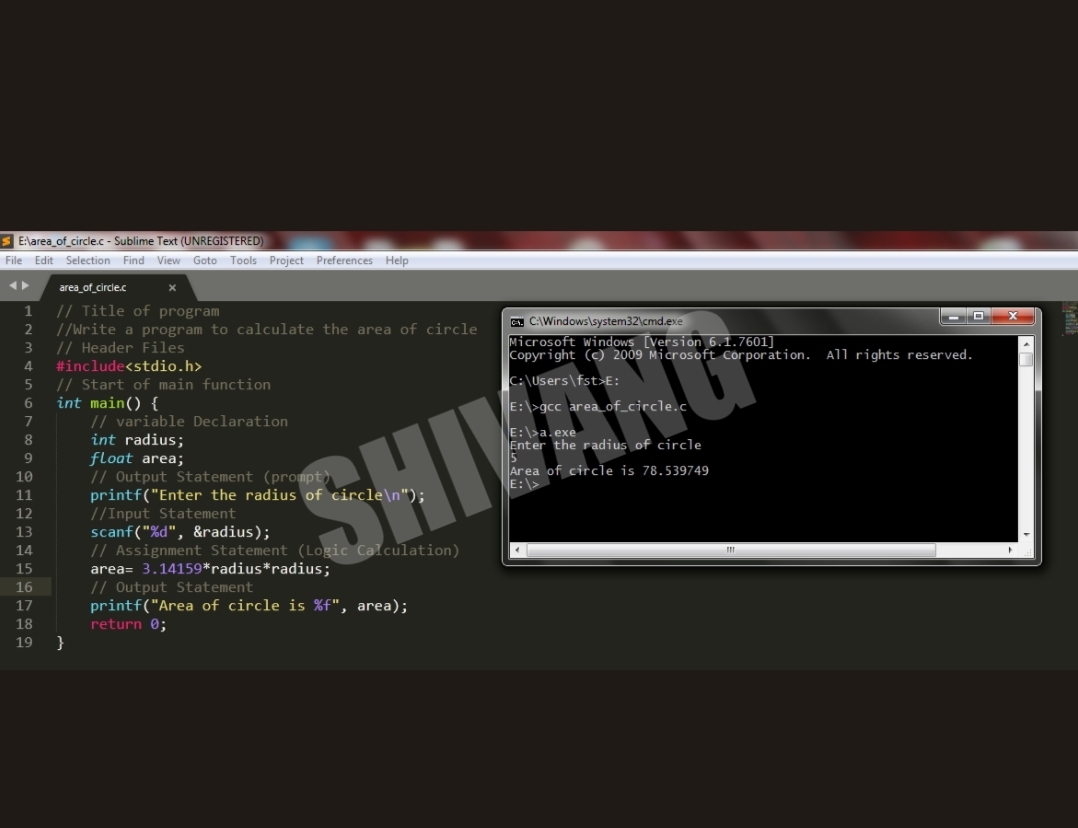 E:\area_of_circle.c - Sublime Text (UNREGISTERED)
File Edit Selection Find View Goto Tools Project Preferences Help
area_of_circle.c ×
1 // Title of program
2 //Write a program to calculate the area of circle
3 // Header Files
4 #include<stdio.h>
5 // Start of main function
6 int main() {
7 // variable Declaration
8 int radius;
9 float area;
10 // Output Statement (prompt)
11 printf("Enter the radius of circle\n");
12 //Input Statement
13 scanf("%d", &radius);
14 // Assignment Statement (Logic Calculation)
15 area= 3.14159*radius*radius;
16 // Output Statement
17 printf("Area of circle is %f", area);
18 return 0;
19 }
C:\Windows\system32\cmd.exe
Microsoft Windows [Version 6.1.7601]
Copyright (c) 2009 Microsoft Corporation. All rights reserved.
C:\Users\fst>E:
E:\>gcc area_of_circle.c
E:\>a.exe
Enter the radius of circle
5
Area of circle is 78.539749
E:\>
SHIVANG